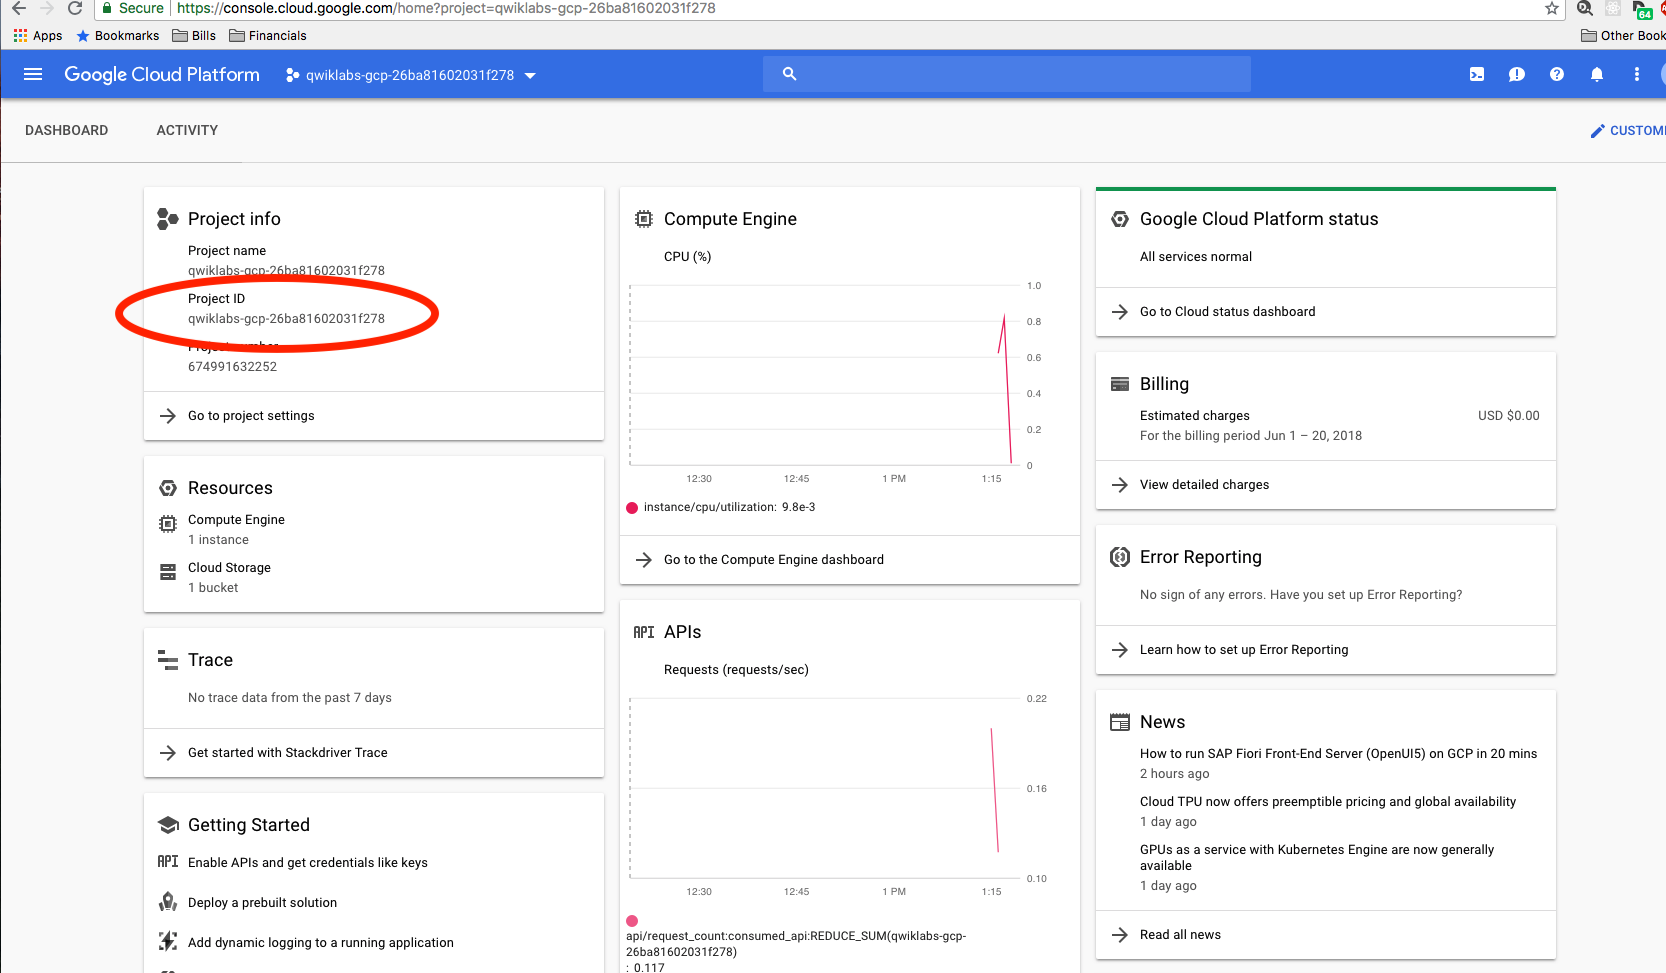 Secure https://console.cloud.google.com/home?project=qwiklabs-gcp-26ba81602031f278
64
Apps Bookmarks Bills Financials Other Book
Google Cloud Platform qwiklabs-gcp-26ba81602031f278
DASHBOARD ACTIVITY CUSTOMI
Project info
Project name
qwiklabs-gcp-26ba81602031f278
Project ID
qwiklabs-gcp-26ba81602031f278
Project number
674991632252
Go to project settings
Resources
Compute Engine
1 instance
Cloud Storage
1 bucket
Trace
No trace data from the past 7 days
Get started with Stackdriver Trace
Getting Started
API Enable APIs and get credentials like keys
Deploy a prebuilt solution
Add dynamic logging to a running application
Compute Engine
CPU (%)
1.0
0.8
0.6
0.4
0.2
0
12:30 12:45 1 PM 1:15
instance/cpu/utilization: 9.8e-3
Go to the Compute Engine dashboard
API APIs
Requests (requests/sec)
0.22
0.16
0.10
12:30 12:45 1 PM 1:15
api/request_count:consumed_api:REDUCE_SUM(qwiklabs-gcp-
26ba81602031f278)
: 0.117
Google Cloud Platform status
All services normal
Go to Cloud status dashboard
Billing
Estimated charges USD $0.00
For the billing period Jun 1 – 20, 2018
View detailed charges
Error Reporting
No sign of any errors. Have you set up Error Reporting?
Learn how to set up Error Reporting
News
How to run SAP Fiori Front-End Server (OpenUI5) on GCP in 20 mins
2 hours ago
Cloud TPU now offers preemptible pricing and global availability
1 day ago
GPUs as a service with Kubernetes Engine are now generally
available
1 day ago
Read all news